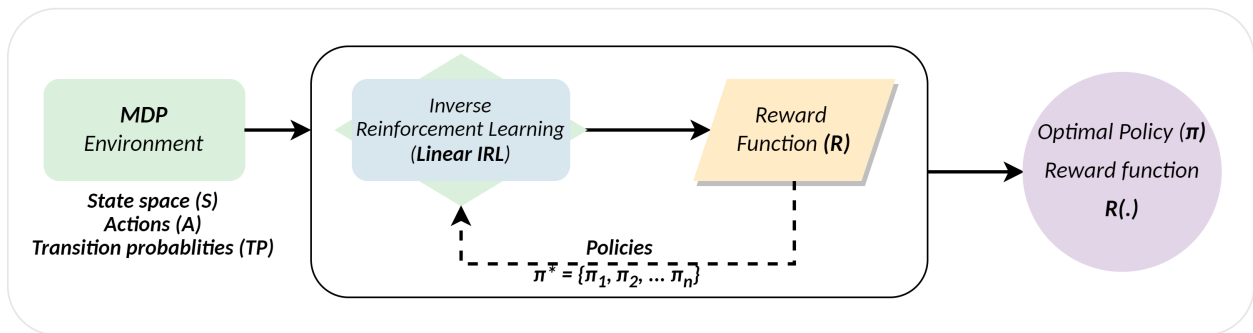 MDP
Environment
State space (S)
Actions (A)
Transition probablities (TP)
Inverse
Reinforcement Learning
(Linear IRL)
Reward
Function (R)
Policies
π* = {π1, π2, ... πn}
Optimal Policy (π)
Reward function
R(.)